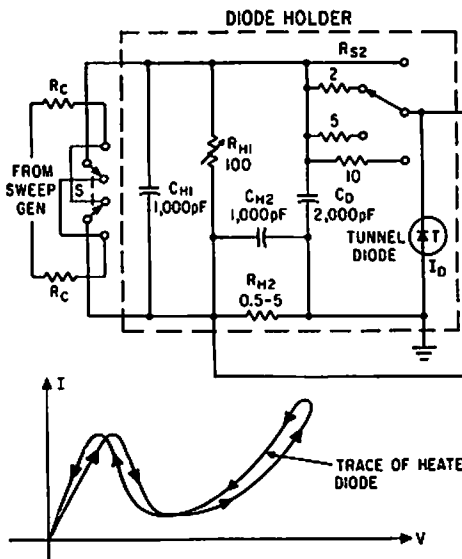 DIODE HOLDER
RS2
2
5
10
RC
FROM
SWEEP
GEN
S
RC
RH1
100
CH1
1,000pF
CH2
1,000pF
CD
2,000pF
TUNNEL
DIODE
T
ID
RH2
0.5-5
I
TRACE OF HEATE
DIODE
V